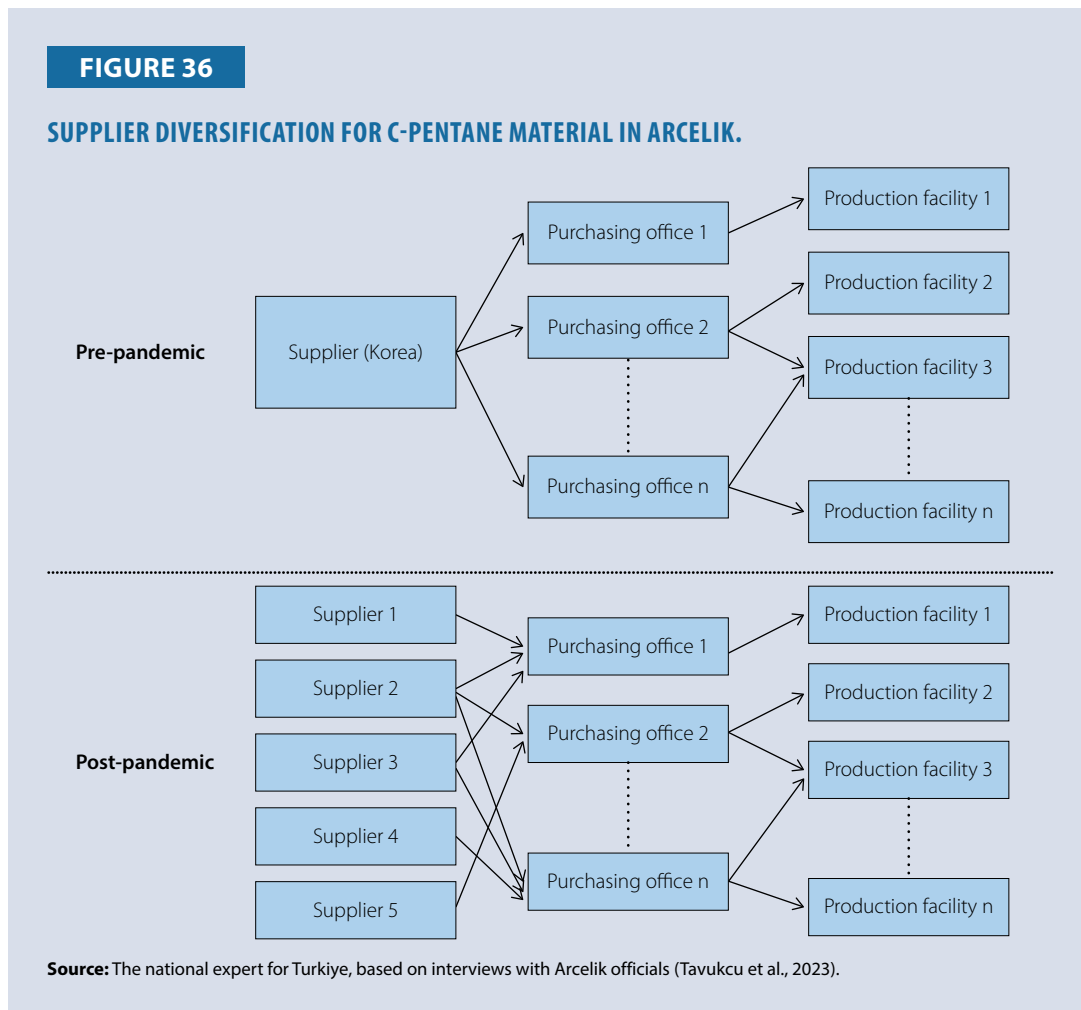 FIGURE 36
SUPPLIER DIVERSIFICATION FOR C-PENTANE MATERIAL IN ARCELIK.
Pre-pandemic
Supplier (Korea)
Purchasing office 1
Purchasing office 2
Purchasing office n
Production facility 1
Production facility 2
Production facility 3
Production facility n
Post-pandemic
Supplier 1
Supplier 2
Supplier 3
Supplier 4
Supplier 5
Purchasing office 1
Purchasing office 2
Purchasing office n
Production facility 1
Production facility 2
Production facility 3
Production facility n
Source: The national expert for Turkiye, based on interviews with Arcelik officials (Tavukcu et al., 2023).